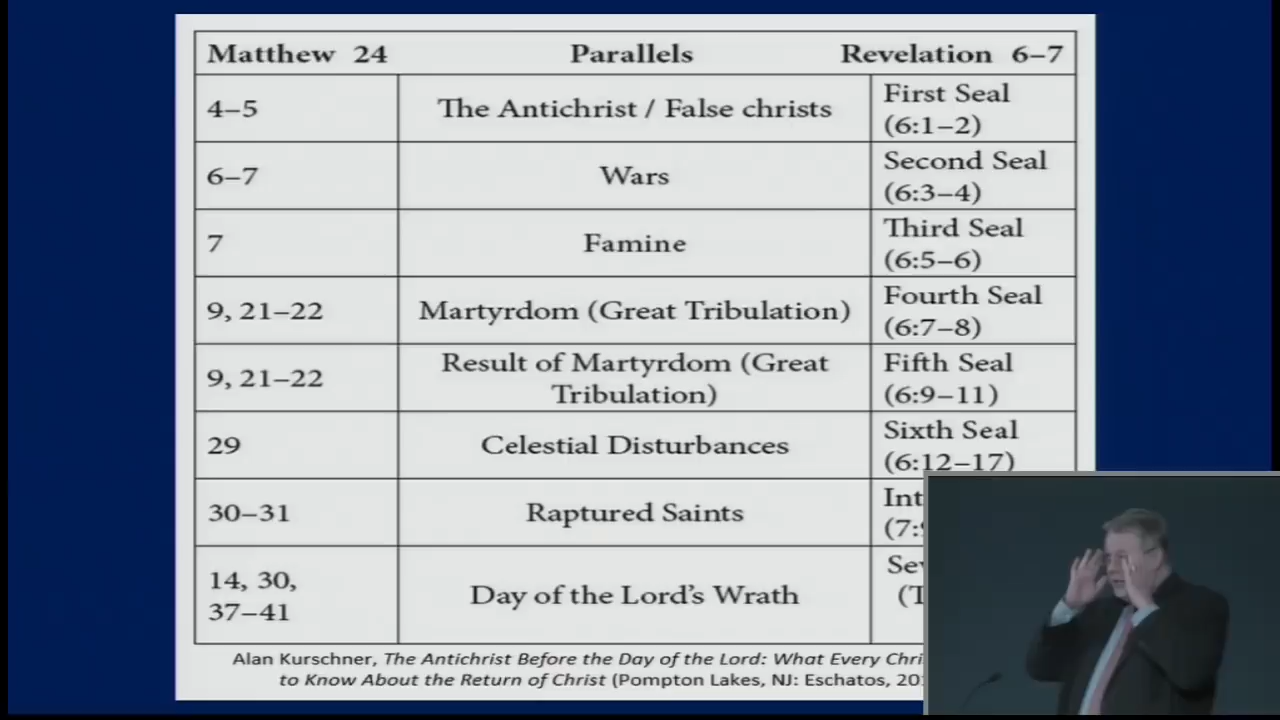 Matthew 24 Parallels Revelation 6–7
4–5 The Antichrist / False christs First Seal
(6:1–2)
6–7 Wars Second Seal
(6:3–4)
7 Famine Third Seal
(6:5–6)
9, 21–22 Martyrdom (Great Tribulation) Fourth Seal
(6:7–8)
9, 21–22 Result of Martyrdom (Great
Tribulation) Fifth Seal
(6:9–11)
29 Celestial Disturbances Sixth Seal
(6:12–17)
30–31 Raptured Saints
14, 30,
37–41 Day of the Lord's Wrath
Alan Kurschner, The Antichrist Before the Day of the Lord: What Every
to Know About the Return of Christ (Pompton Lakes, NJ: Eschatos,